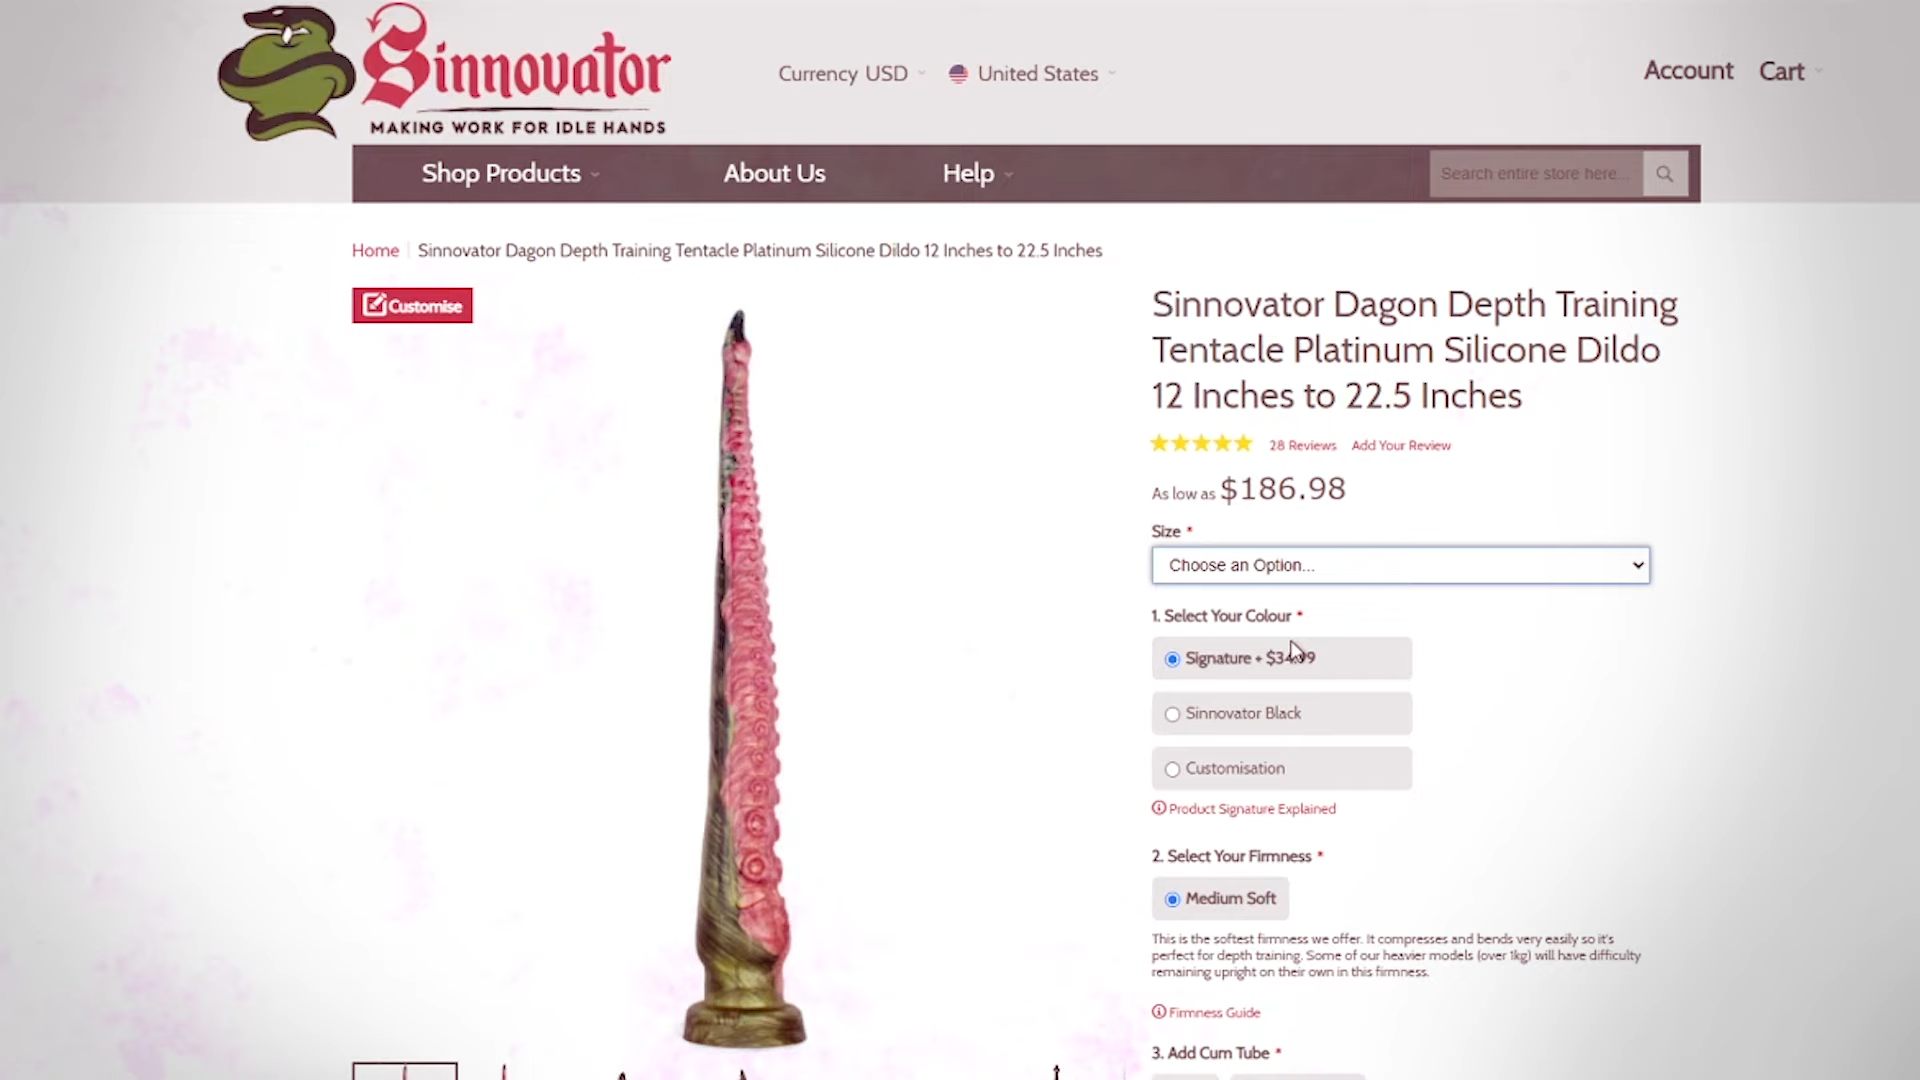 Sinnovator
MAKING WORK FOR IDLE HANDS
Currency USD
United States
Account
Cart
Shop Products
About Us
Help
Search entire store here...
Home
Sinnovator Dagon Depth Training Tentacle Platinum Silicone Dildo 12 Inches to 22.5 Inches
Customise
Sinnovator Dagon Depth Training
Tentacle Platinum Silicone Dildo
12 Inches to 22.5 Inches
28 Reviews
Add Your Review
As low as $186.98
Size *
Choose an Option...
1. Select Your Colour *
Signature + $34.99
Sinnovator Black
Customisation
Product Signature Explained
2. Select Your Firmness *
Medium Soft
This is the softest firmness we offer. It compresses and bends very easily so it's
perfect for depth training. Some of our heavier models (over 1kg) will have difficulty
remaining upright on their own in this firmness.
Firmness Guide
3. Add Cum Tube *